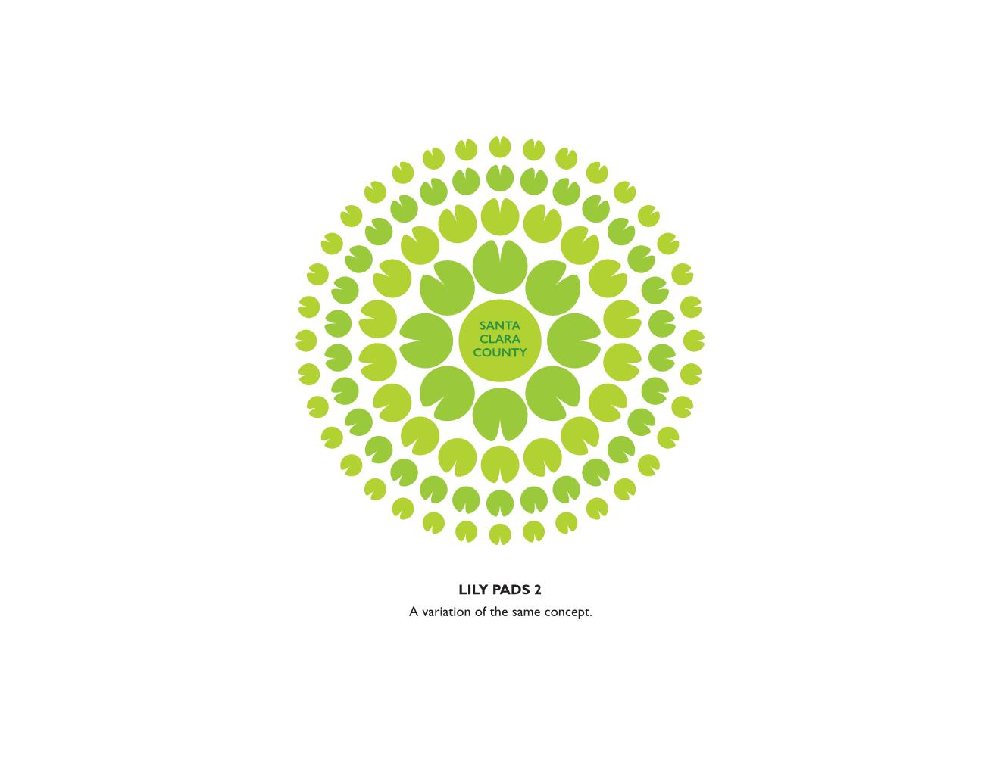 SANTA
CLARA
COUNTY
LILY PADS 2
A variation of the same concept.